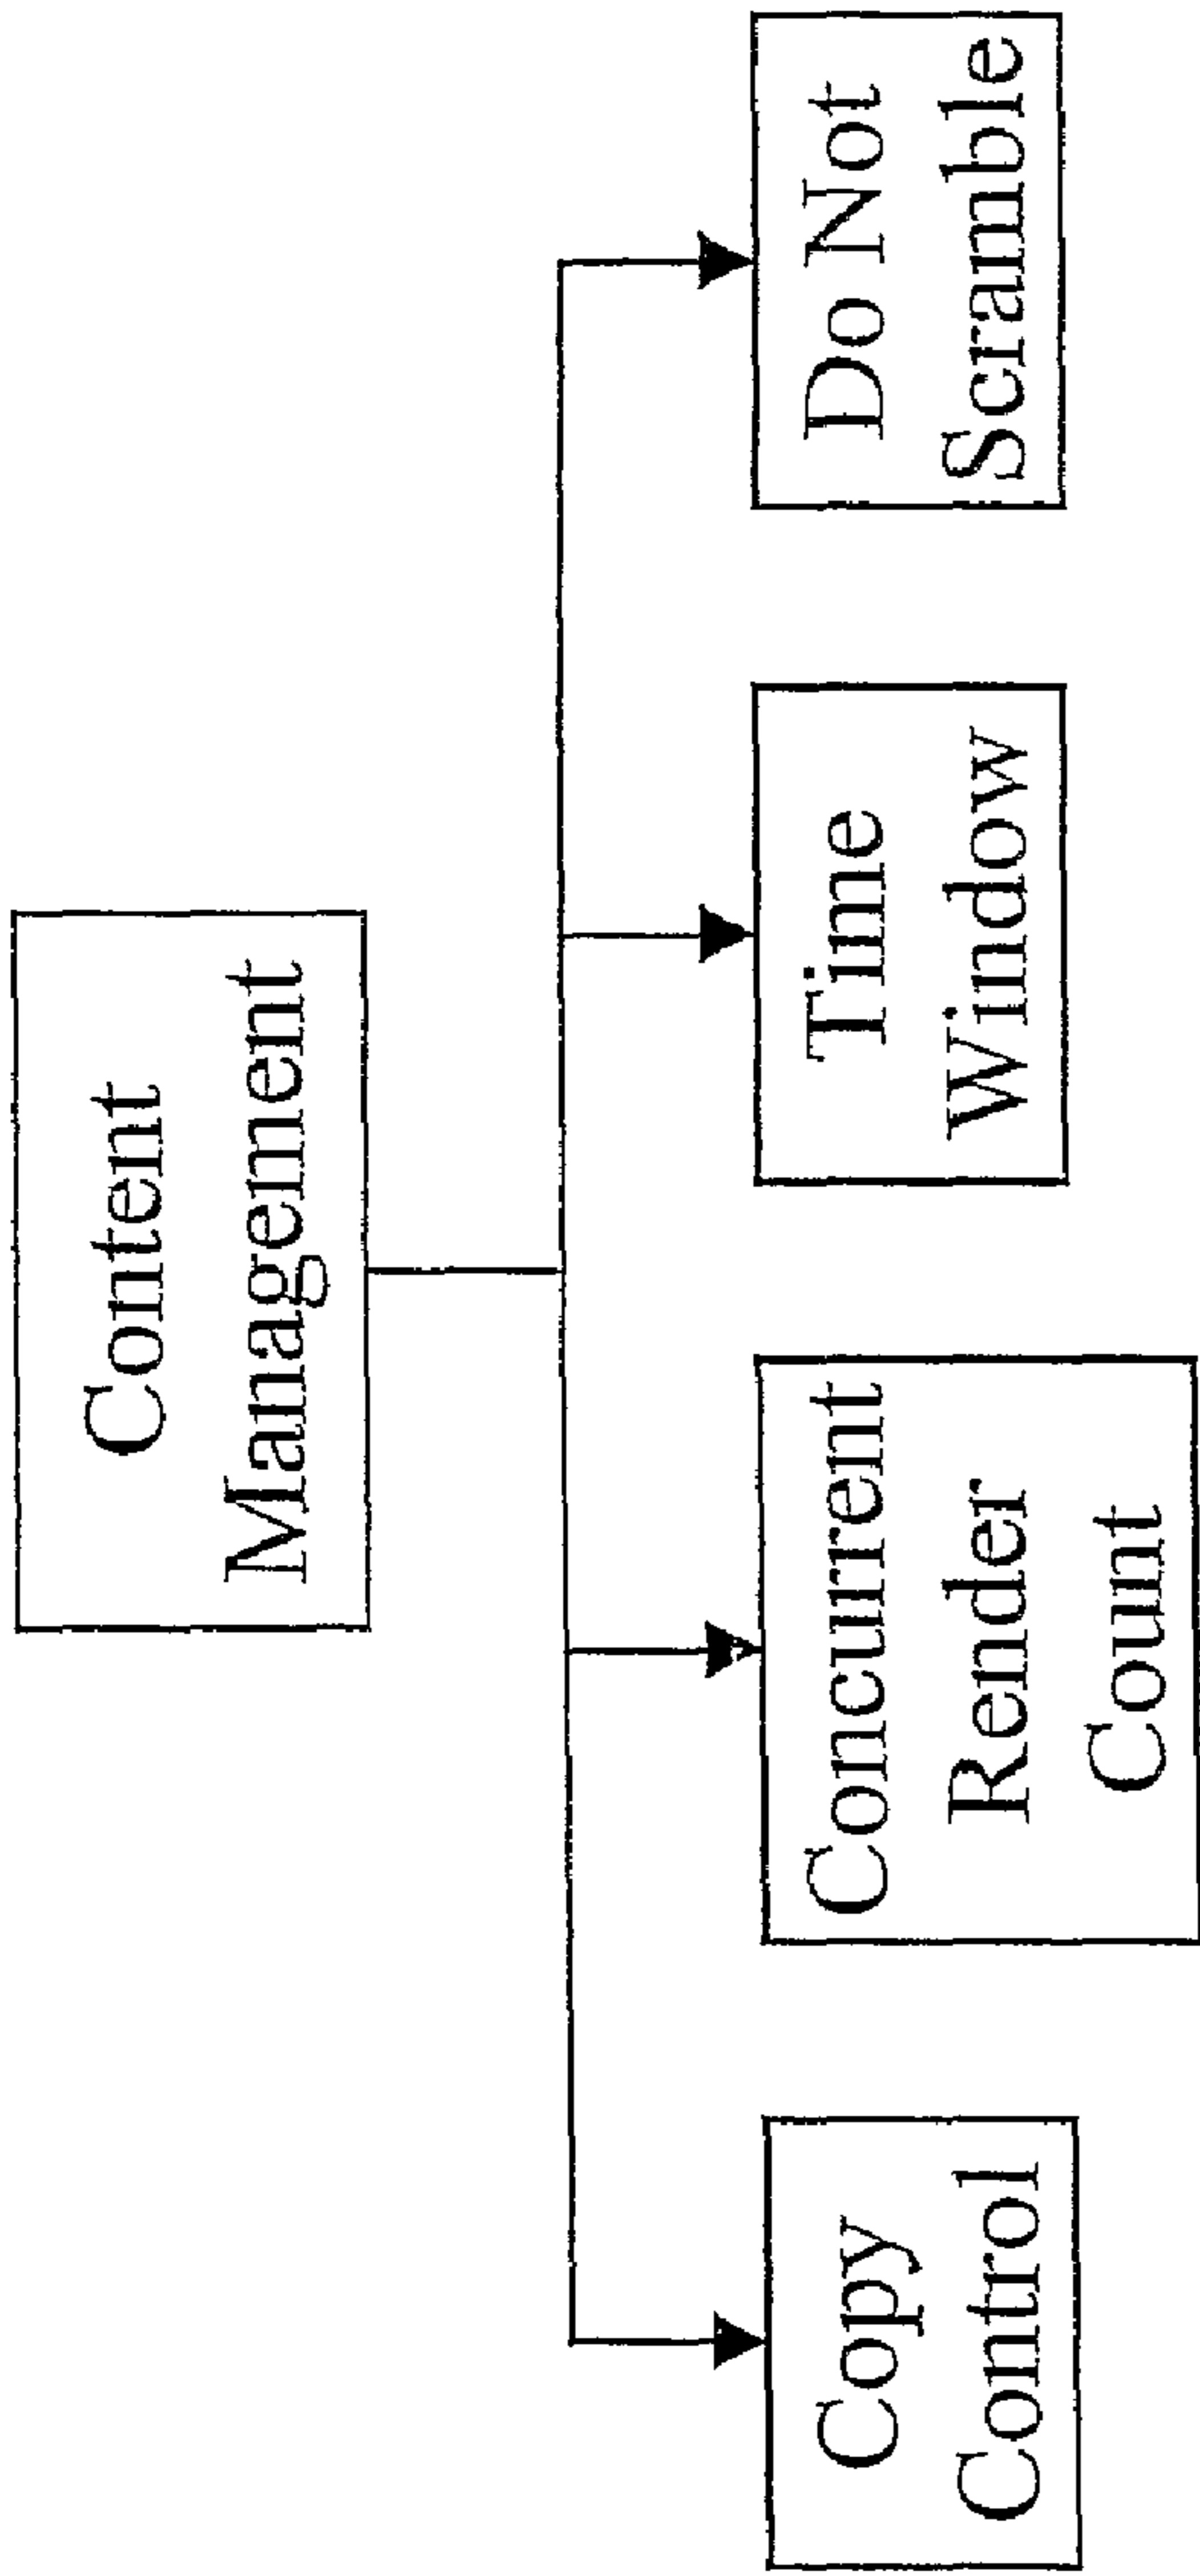 Content
Management
Copy
Control
Concurrent
Render
Count
Time
Window
Do Not
Scramble